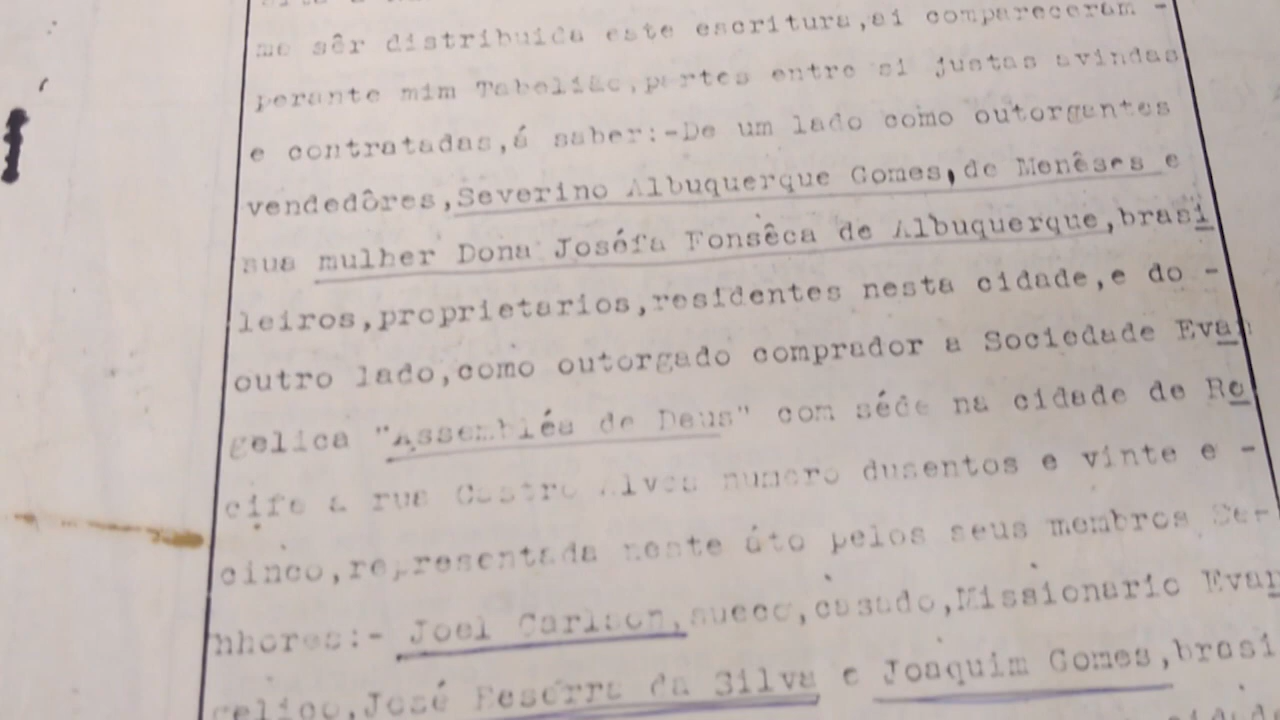 me sêr distribuida este escritura,ai compareceram -
perante mim Tabelião,partes entre si justas avindas
e contratadas,á saber:-De um lado como outorgantes
vendedôres,Severino Albuquerque Gomes,de Menêses e
sua mulher Dona Joséfa Fonsêca de Albuquerque,brasi
leiros,proprietarios,residentes nesta cidade,e do -
outro lado,como outorgado comprador a Sociedade Evan
gelica "Assembléa de Deus" com séde na cidade de Re
cife a rua Castro Alves numero dusentos e vinte e -
cinco,representada neste áto pelos seus membros Se-
nhores:- Joel Carlson,sueco,casado,Missionario Evan
gelico,José Beserra da Silva e Joaquim Gomes,brasi